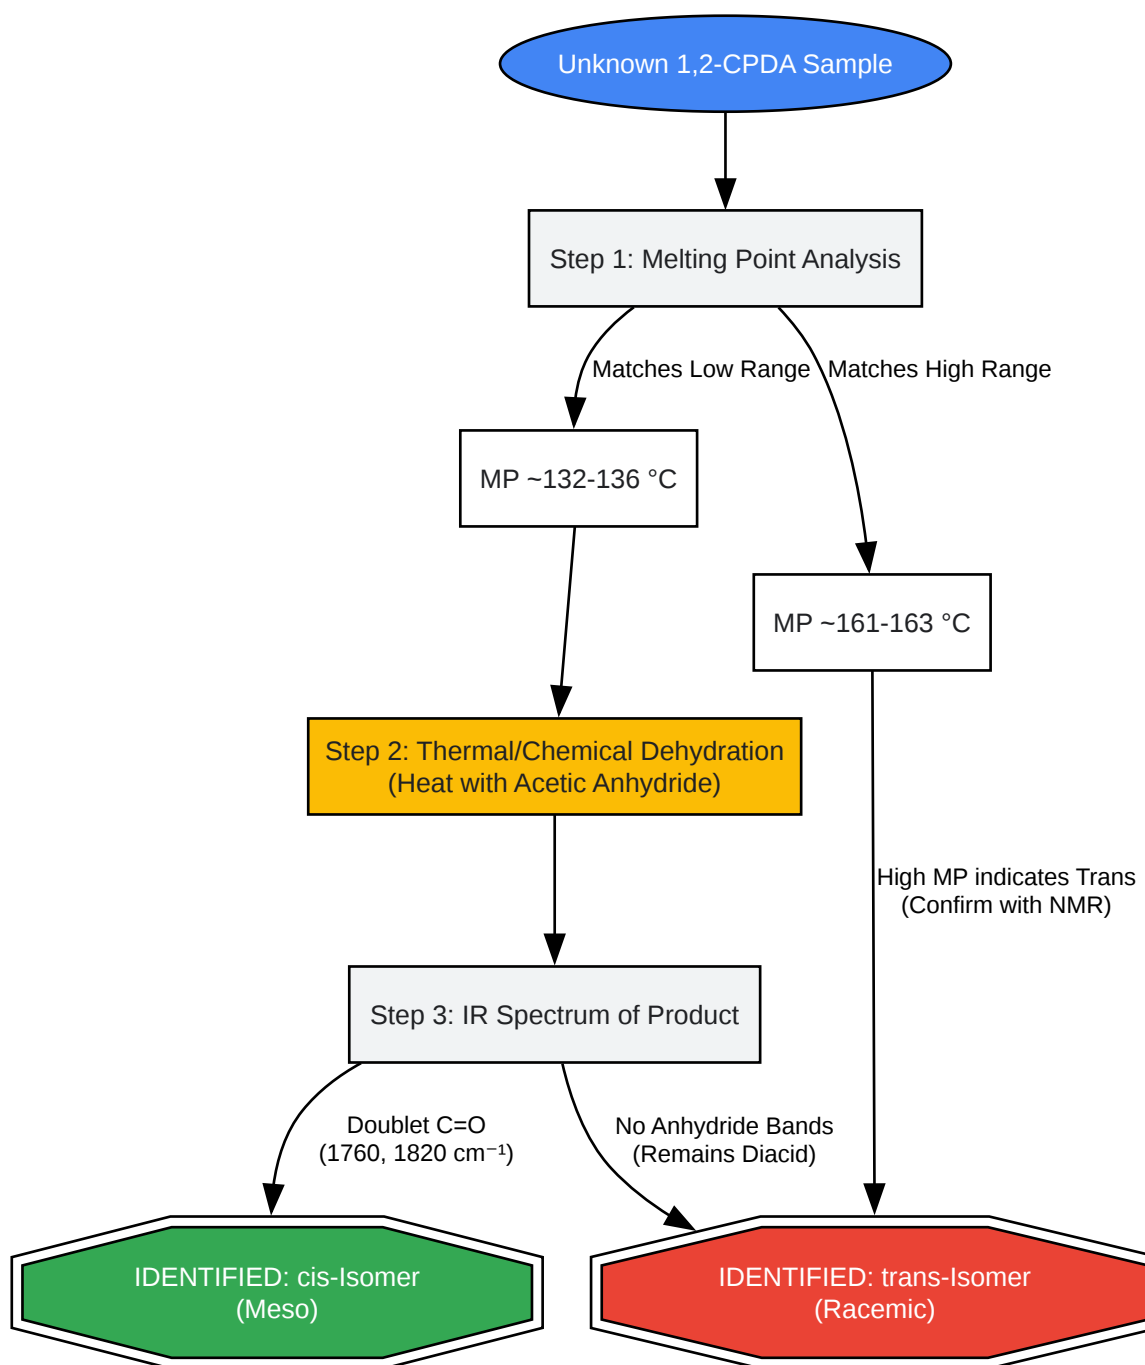 Unknown 1,2-CPDA Sample
Step 1: Melting Point Analysis
Matches Low Range
Matches High Range
MP ~132-136 °C
MP ~161-163 °C
Step 2: Thermal/Chemical Dehydration
(Heat with Acetic Anhydride)
High MP indicates Trans
(Confirm with NMR)
Step 3: IR Spectrum of Product
Doublet C=O
(1760, 1820 cm⁻¹)
No Anhydride Bands
(Remains Diacid)
IDENTIFIED: cis-Isomer
(Meso)
IDENTIFIED: trans-Isomer
(Racemic)